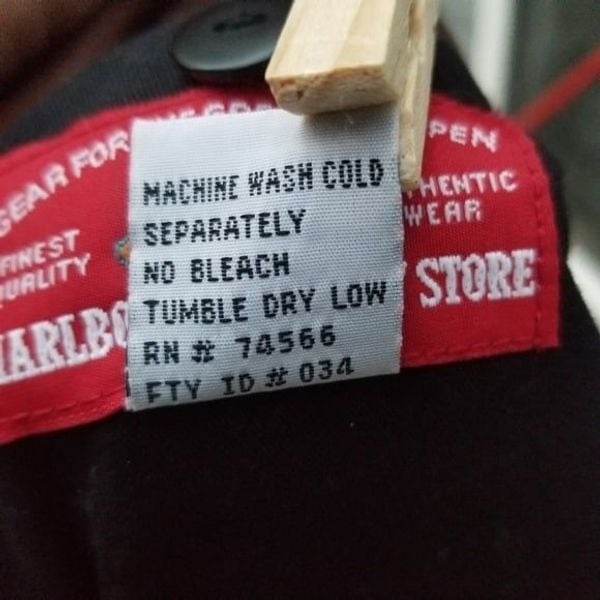 GEAR FOR PEN
FINEST HENTIC
QUALITY WEAR
MARLBO STORE
MACHINE WASH COLD
SEPARATELY
NO BLEACH
TUMBLE DRY LOW
RN # 74566
FTY ID # 034